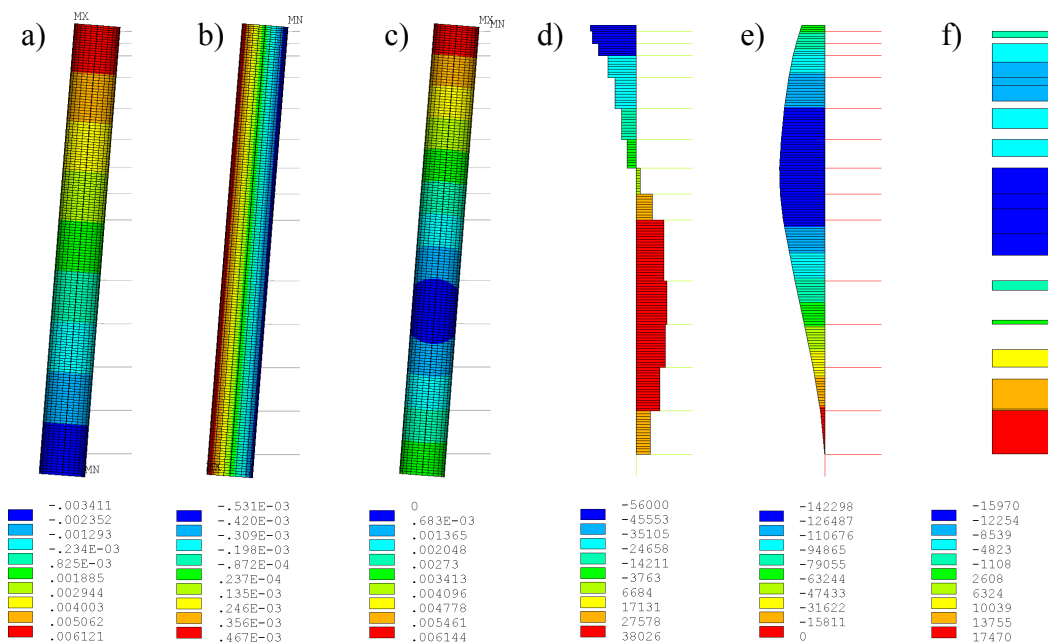 MX
MN
MX
MN
a)
b)
c)
d)
e)
f)
MN
-.003411
-.002352
-.001293
-.234E-03
.825E-03
.001885
.002944
.004003
.005062
.006121
-.531E-03
-.420E-03
-.309E-03
-.198E-03
-.872E-04
.237E-04
.135E-03
.246E-03
.356E-03
.467E-03
0
.683E-03
.001365
.002048
.00273
.003413
.004096
.004778
.005461
.006144
-56000
-45553
-35105
-24658
-14211
-3763
6684
17131
27578
38026
-142298
-126487
-110676
-94865
-79055
-63244
-47433
-31622
-15811
0
-15970
-12254
-8539
-4823
-1108
2608
6324
10039
13755
17470